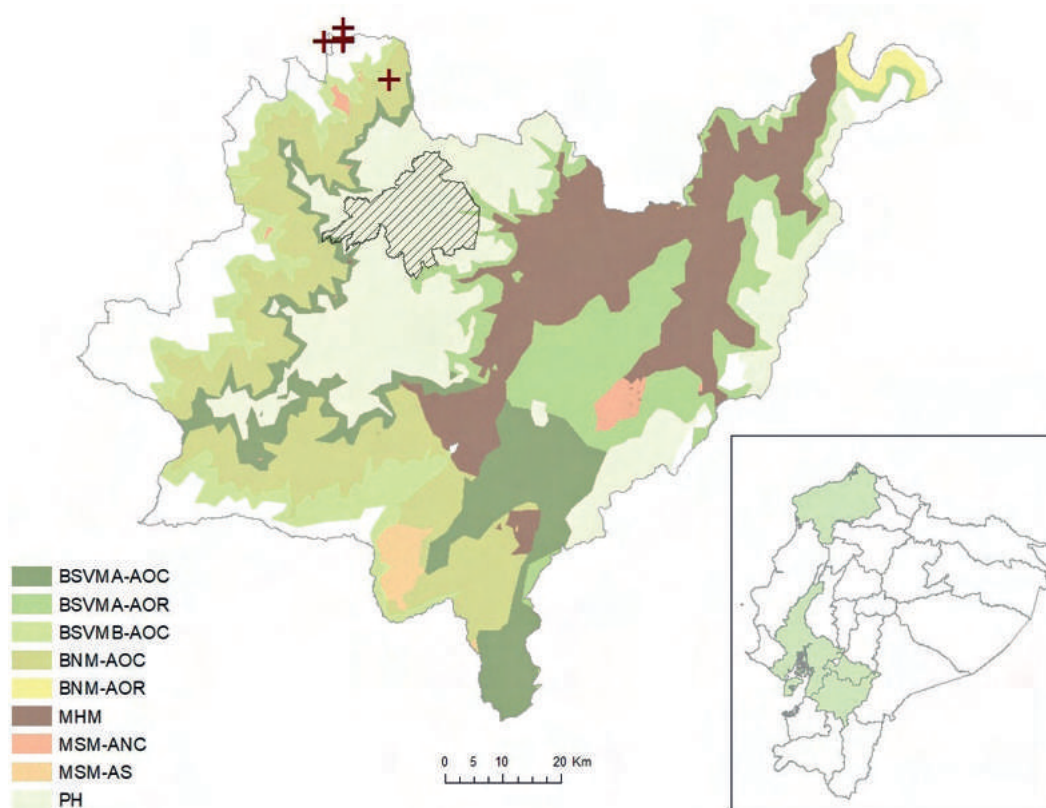 BSVMA-AOC
BSVMA-AOR
BSVMB-AOC
BNM-AOC
BNM-AOR
MHM
MSM-ANC
MSM-AS
PH
0 5 10 20 Km